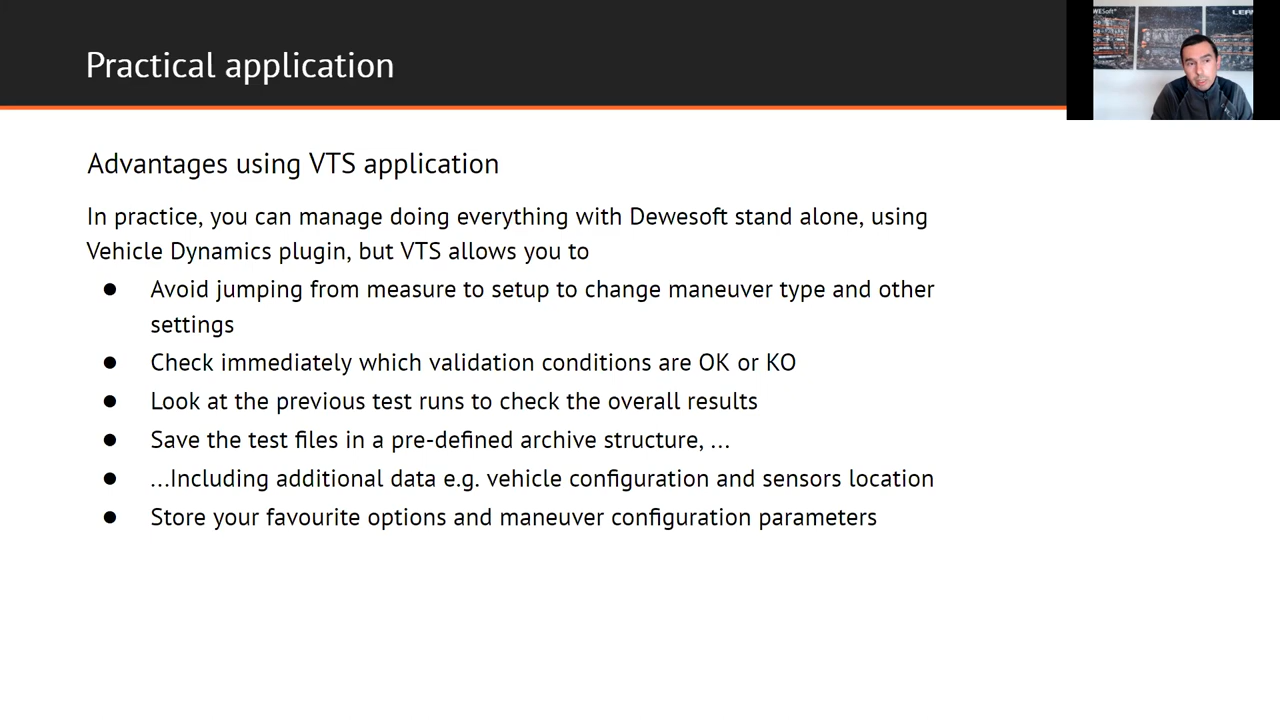 Practical application
WESoft
LEA
Advantages using VTS application
In practice, you can manage doing everything with Dewesoft stand alone, using
Vehicle Dynamics plugin, but VTS allows you to
● Avoid jumping from measure to setup to change maneuver type and other
settings
● Check immediately which validation conditions are OK or KO
● Look at the previous test runs to check the overall results
● Save the test files in a pre-defined archive structure, ...
● ...Including additional data e.g. vehicle configuration and sensors location
● Store your favourite options and maneuver configuration parameters